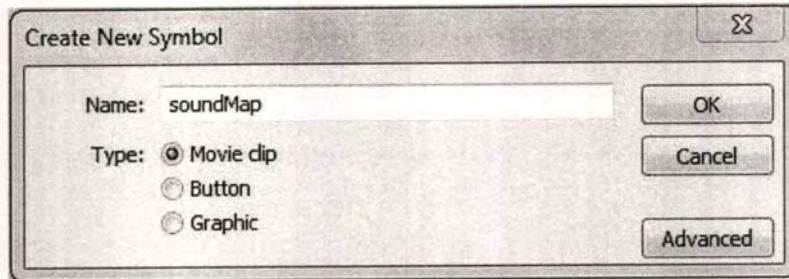 Create New Symbol
Name: soundMap
OK
Type: Movie clip
Cancel
Button
Graphic
Advanced